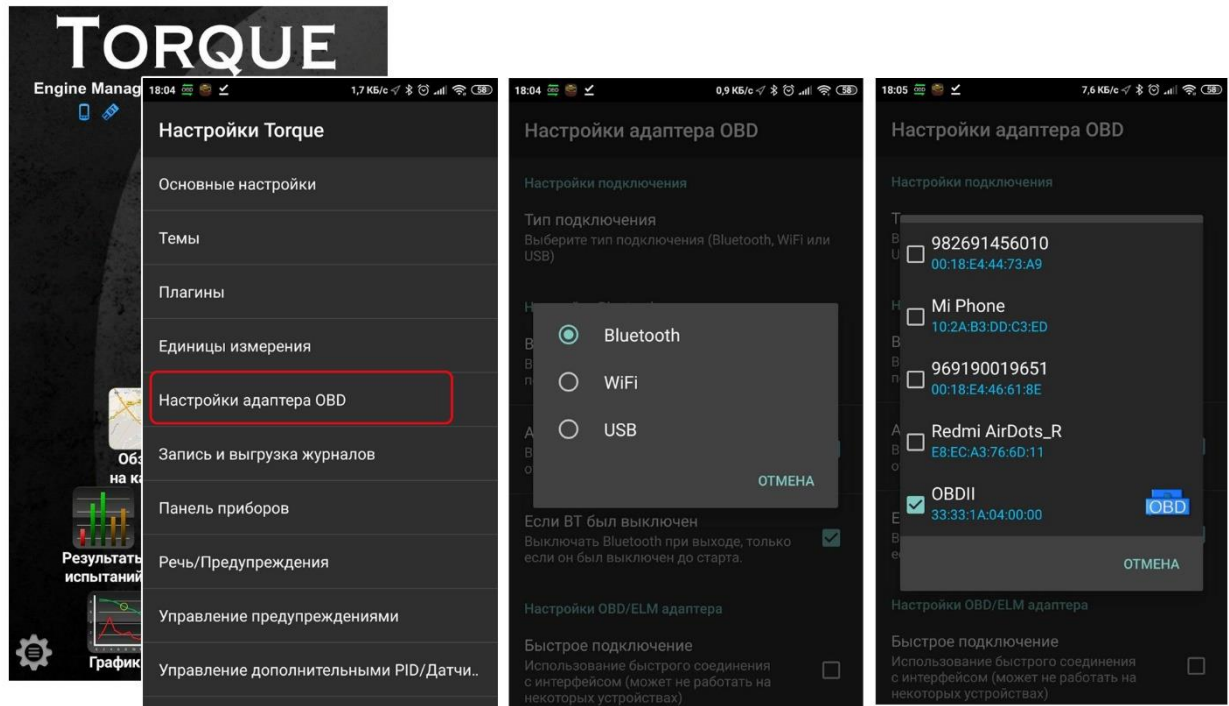 TORQUE
Engine Manag
Обз
на ка
Результать
испытаний
График
18:04
1,7 КБ/с
58
Настройки Torque
Основные настройки
Темы
Плагины
Единицы измерения
Настройки адаптера OBD
Запись и выгрузка журналов
Панель приборов
Речь/Предупреждения
Управление предупреждениями
Управление дополнительными PID/Датчи..
18:04
0,9 КБ/с
58
Настройки адаптера OBD
Настройки подключения
Тип подключения
Выберите тип подключения (Bluetooth, WiFi или
USB)
Bluetooth
WiFi
USB
ОТМЕНА
Если BT был выключен
Выключать Bluetooth при выходе, только
если он был выключен до старта.
Настройки OBD/ELM адаптера
Быстрое подключение
Использование быстрого соединения
с интерфейсом (может не работать на
некоторых устройствах)
18:05
7,6 КБ/с
58
Настройки адаптера OBD
Настройки подключения
982691456010
00:18:E4:44:73:A9
Mi Phone
10:2A:B3:DD:C3:ED
969190019651
00:18:E4:46:61:8E
Redmi AirDots_R
E8:EC:A3:76:6D:11
OBDII
33:33:1A:04:00:00
OBD
ОТМЕНА
Настройки OBD/ELM адаптера
Быстрое подключение
Использование быстрого соединения
с интерфейсом (может не работать на
некоторых устройствах)